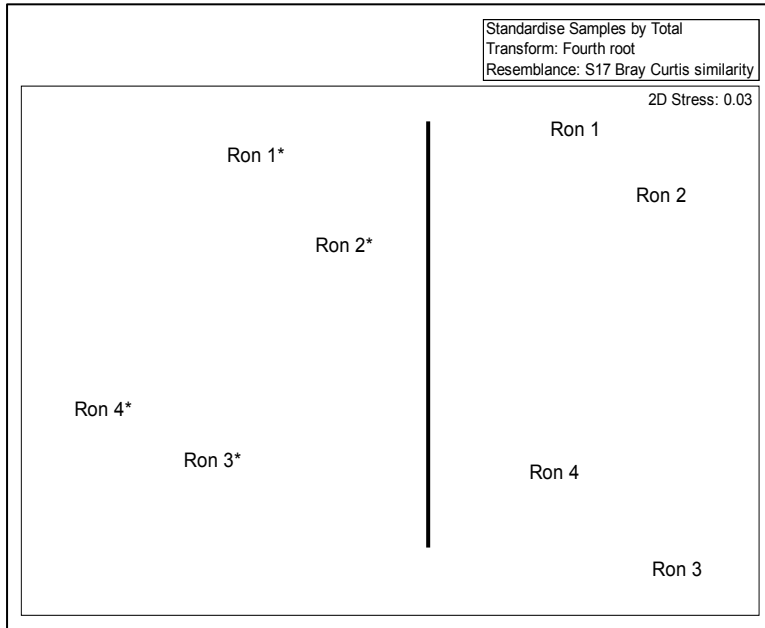 Standardise Samples by Total
Transform: Fourth root
Resemblance: S17 Bray Curtis similarity
2D Stress: 0.03
Ron 1
Ron 1*
Ron 2
Ron 2*
Ron 4*
Ron 3*
Ron 4
Ron 3